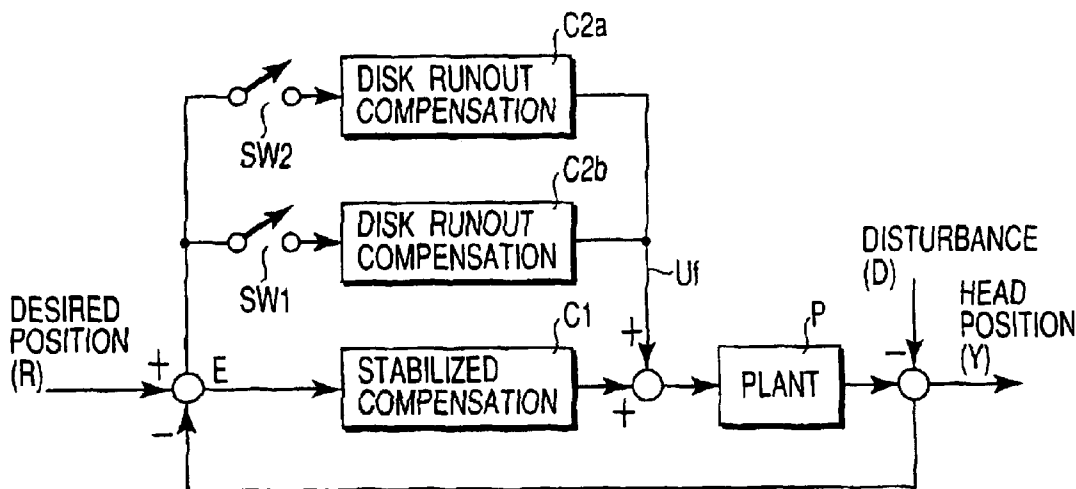 C2a
DISK RUNOUT
COMPENSATION
SW2
C2b
DISK RUNOUT
COMPENSATION
SW1
Uf
DISTURBANCE
(D)
DESIRED
POSITION
(R)
+
−
E
C1
STABILIZED
COMPENSATION
+
+
P
PLANT
−
HEAD
POSITION
(Y)